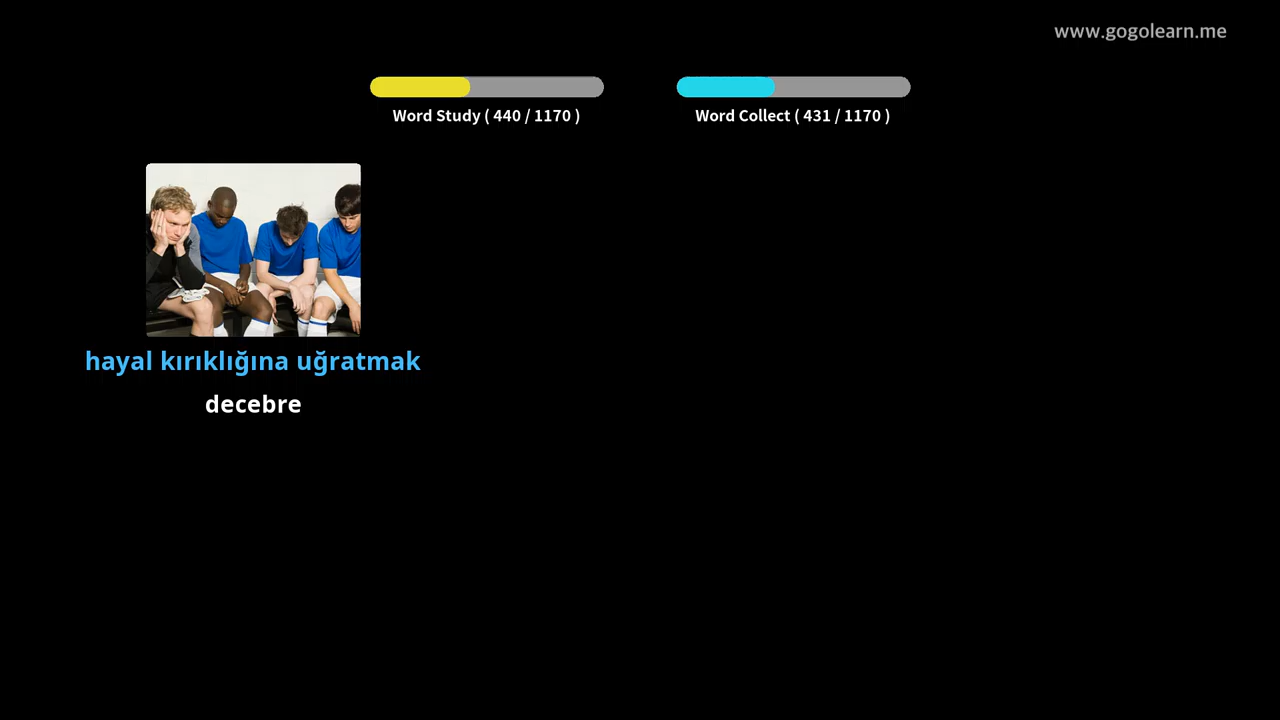 www.gogolearn.me
Word Study ( 440 / 1170 )
Word Collect ( 431 / 1170 )
hayal kırıklığına uğratmak
decebre